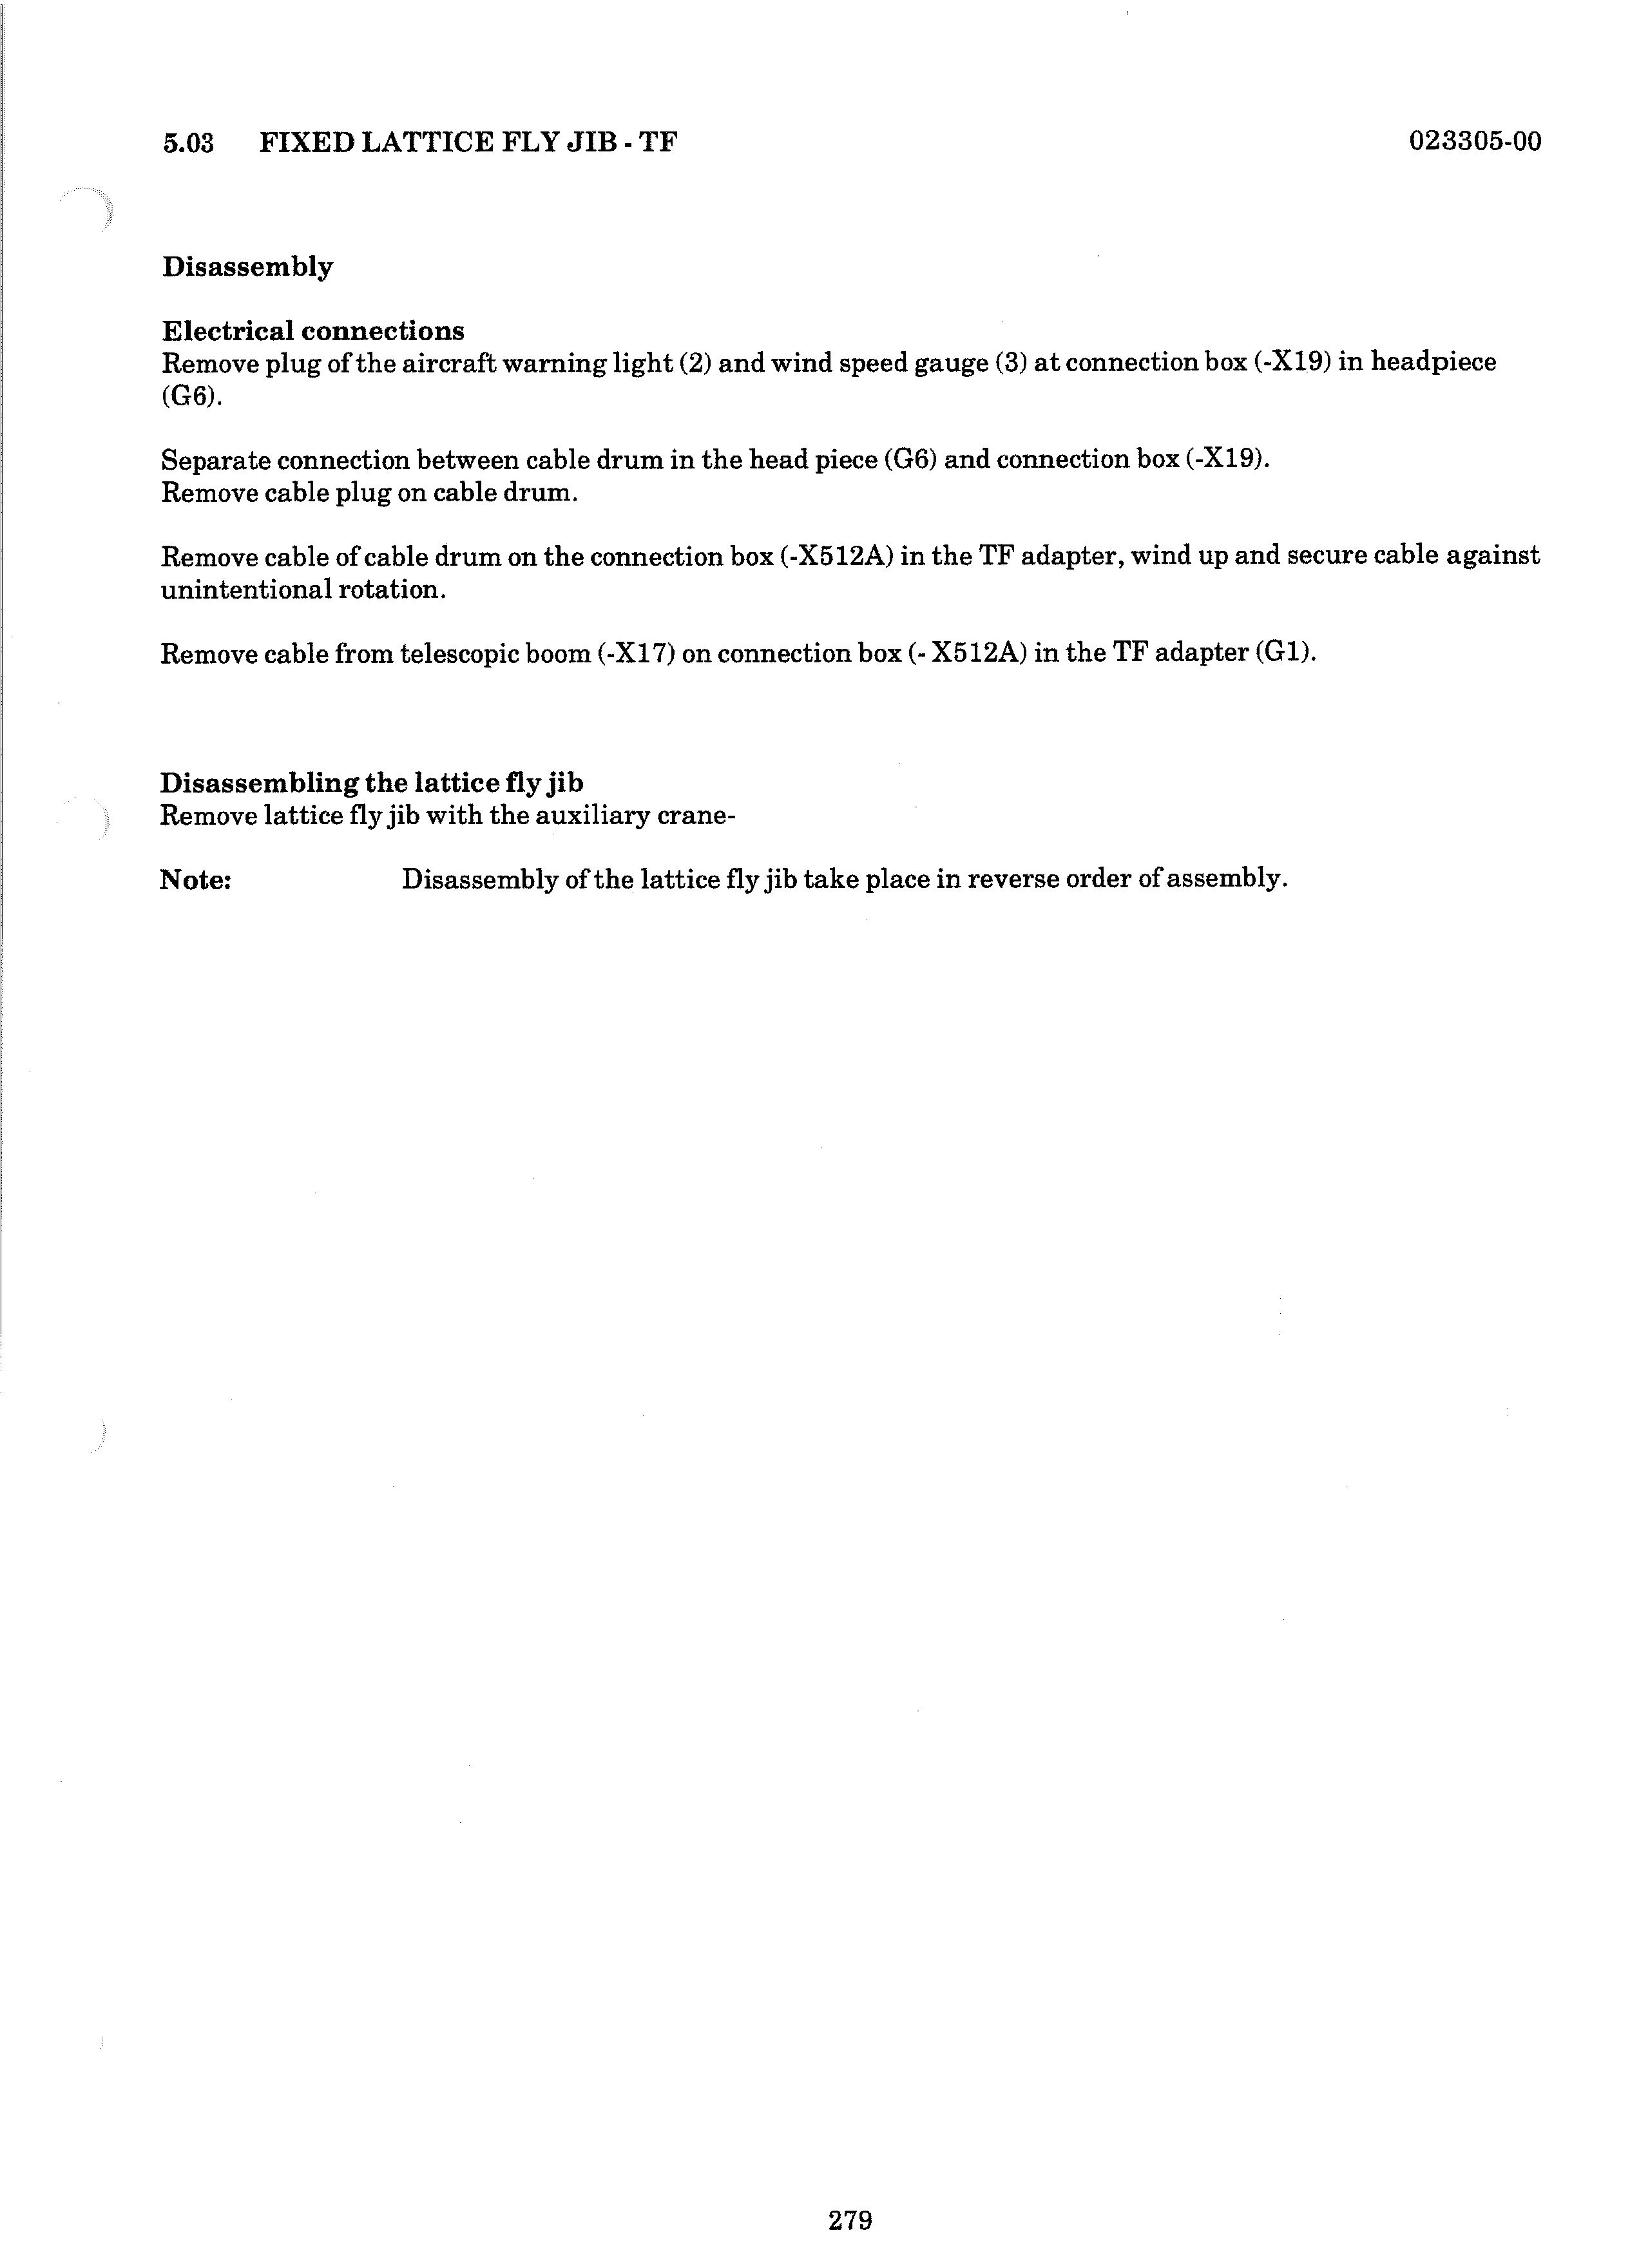 5.03 FIXED LATTICE FLY JIB - TF 023305-00
Disassembly
Electrical connections
Remove plug of the aircraft warning light (2) and wind speed gauge (3) at connection box (-X19) in headpiece
(G6).
Separate connection between cable drum in the head piece (G6) and connection box (-X19).
Remove cable plug on cable drum.
Remove cable of cable drum on the connection box (-X512A) in the TF adapter, wind up and secure cable against
unintentional rotation.
Remove cable from telescopic boom (-X17) on connection box (- X512A) in the TF adapter (G1).
Disassembling the lattice fly jib
Remove lattice fly jib with the auxiliary crane-
Note: Disassembly of the lattice fly jib take place in reverse order of assembly.
279